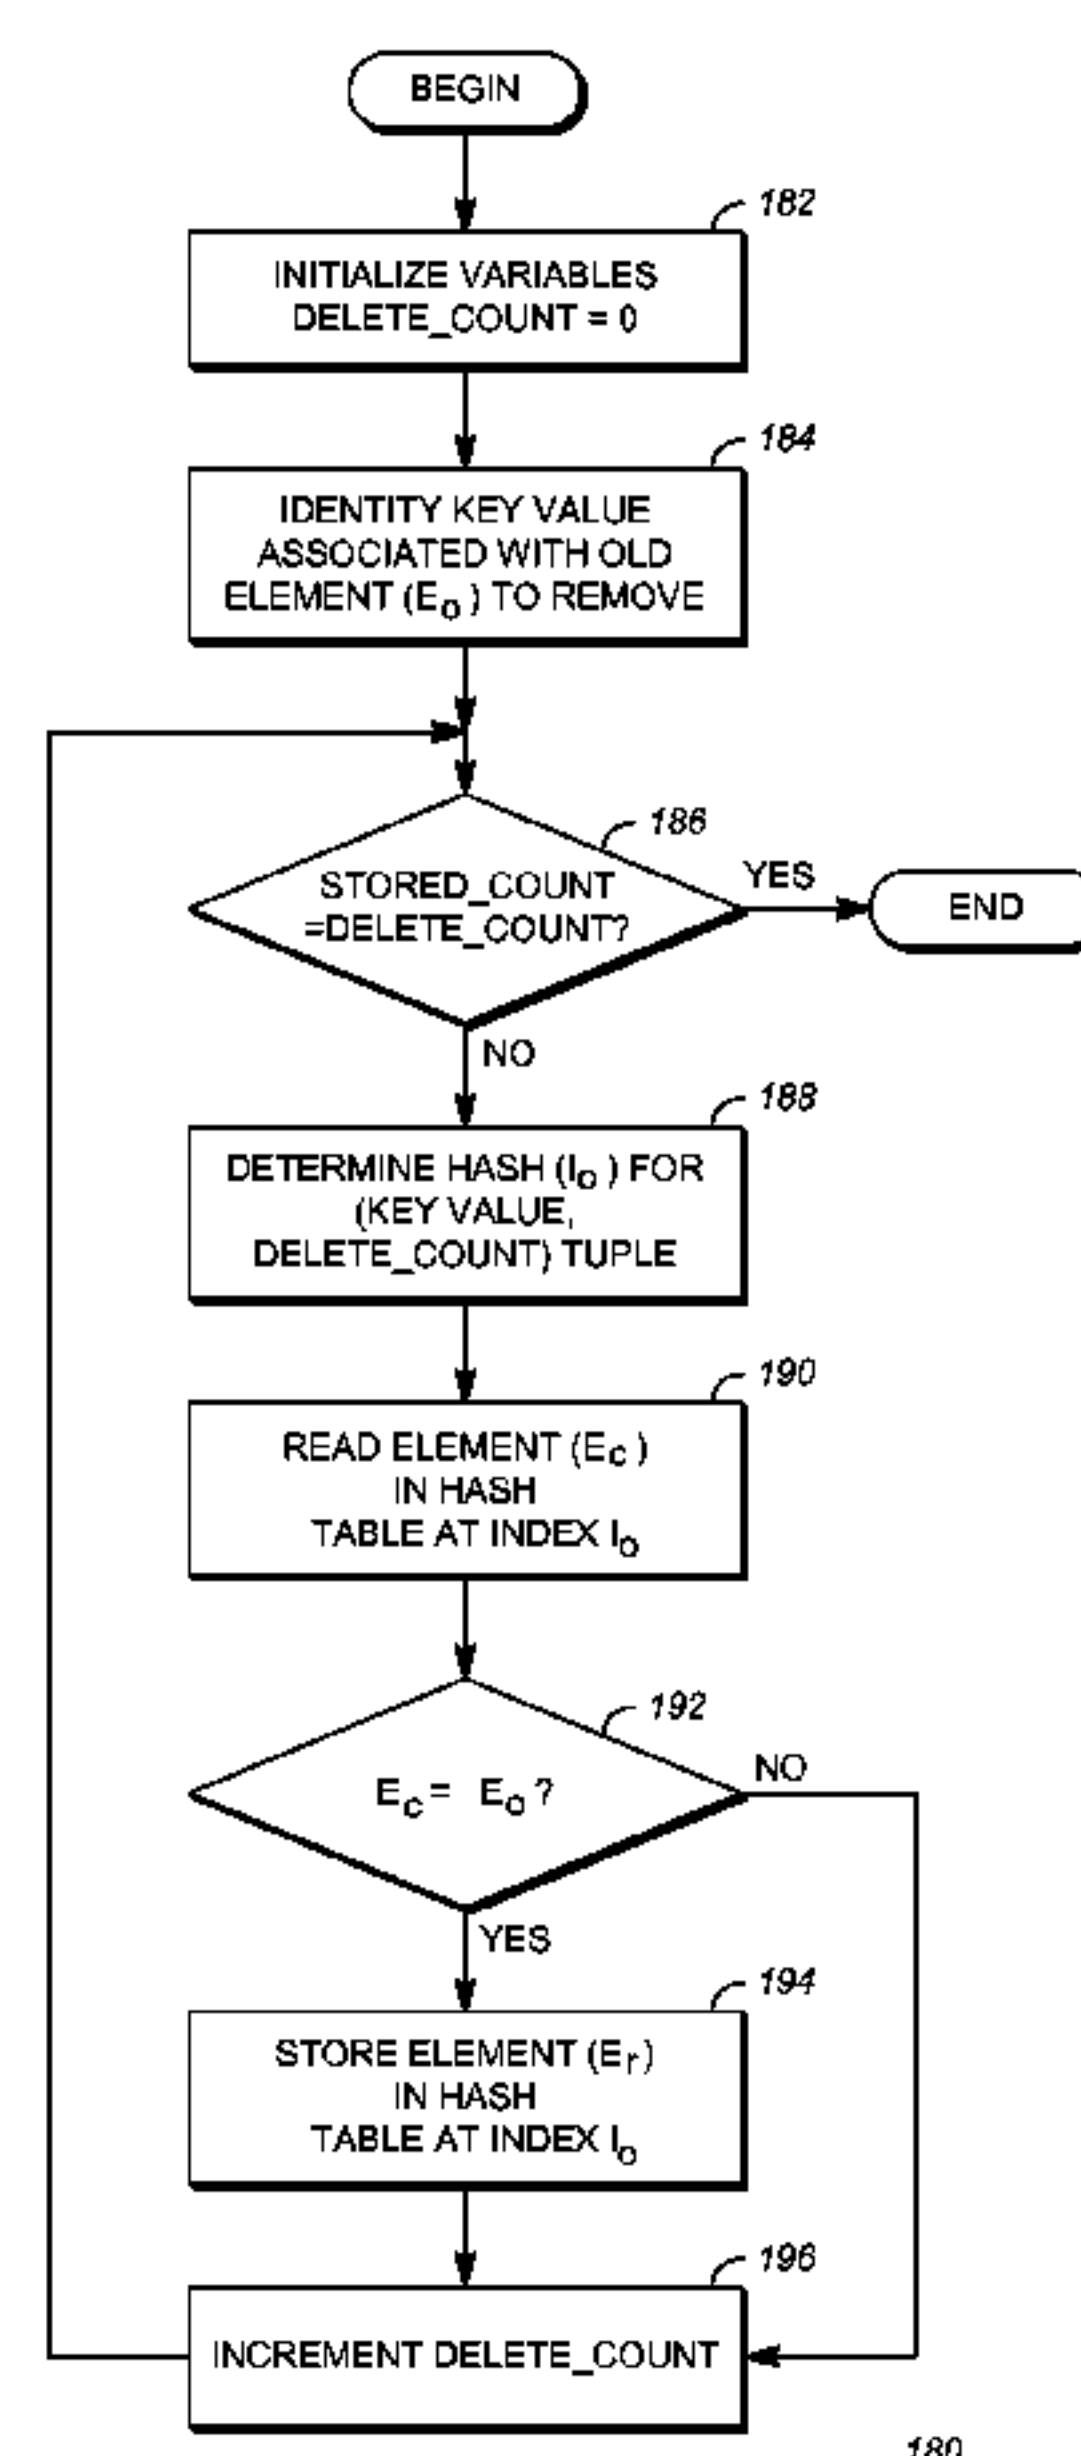 BEGIN
182
INITIALIZE VARIABLES
DELETE_COUNT = 0
184
IDENTITY KEY VALUE
ASSOCIATED WITH OLD
ELEMENT (Eo) TO REMOVE
186
STORED_COUNT
=DELETE_COUNT?
YES
END
NO
188
DETERMINE HASH (Io) FOR
(KEY VALUE,
DELETE_COUNT) TUPLE
190
READ ELEMENT (Ec)
IN HASH
TABLE AT INDEX Io
192
Ec = Eo ?
NO
YES
194
STORE ELEMENT (Er)
IN HASH
TABLE AT INDEX Io
196
INCREMENT DELETE_COUNT
180